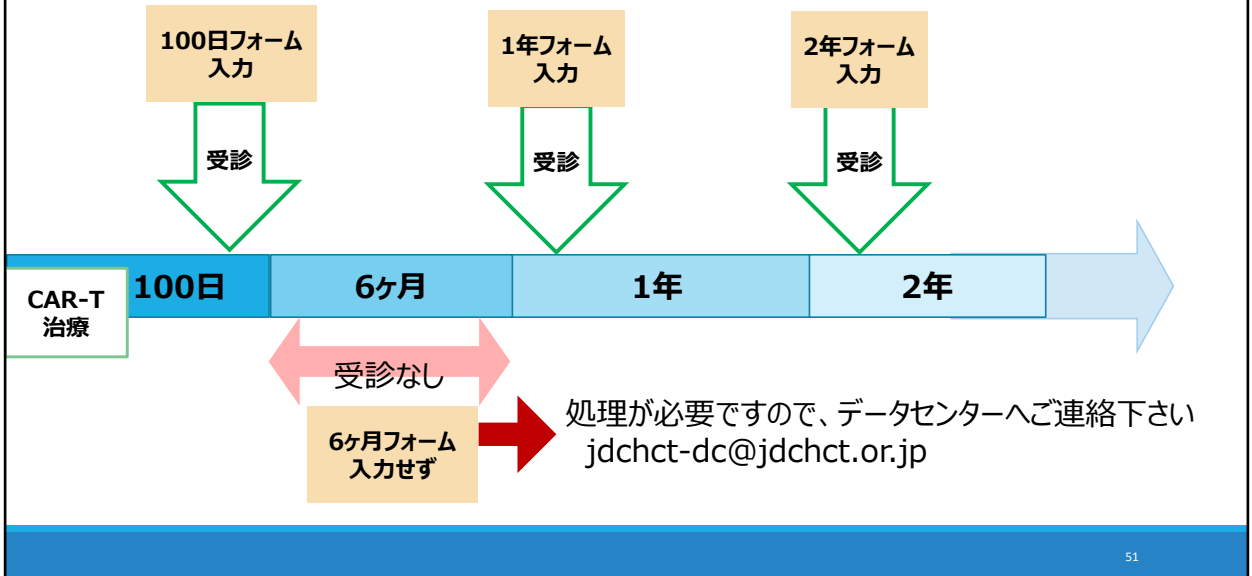 100日フォーム
入力
1年フォーム
入力
2年フォーム
入力
受診
受診
受診
CAR-T
治療
100日
6ヶ月
1年
2年
受診なし
6ヶ月フォーム
入力せず
処理が必要ですので、データセンターへご連絡下さい
jdchct-dc@jdchct.or.jp
51